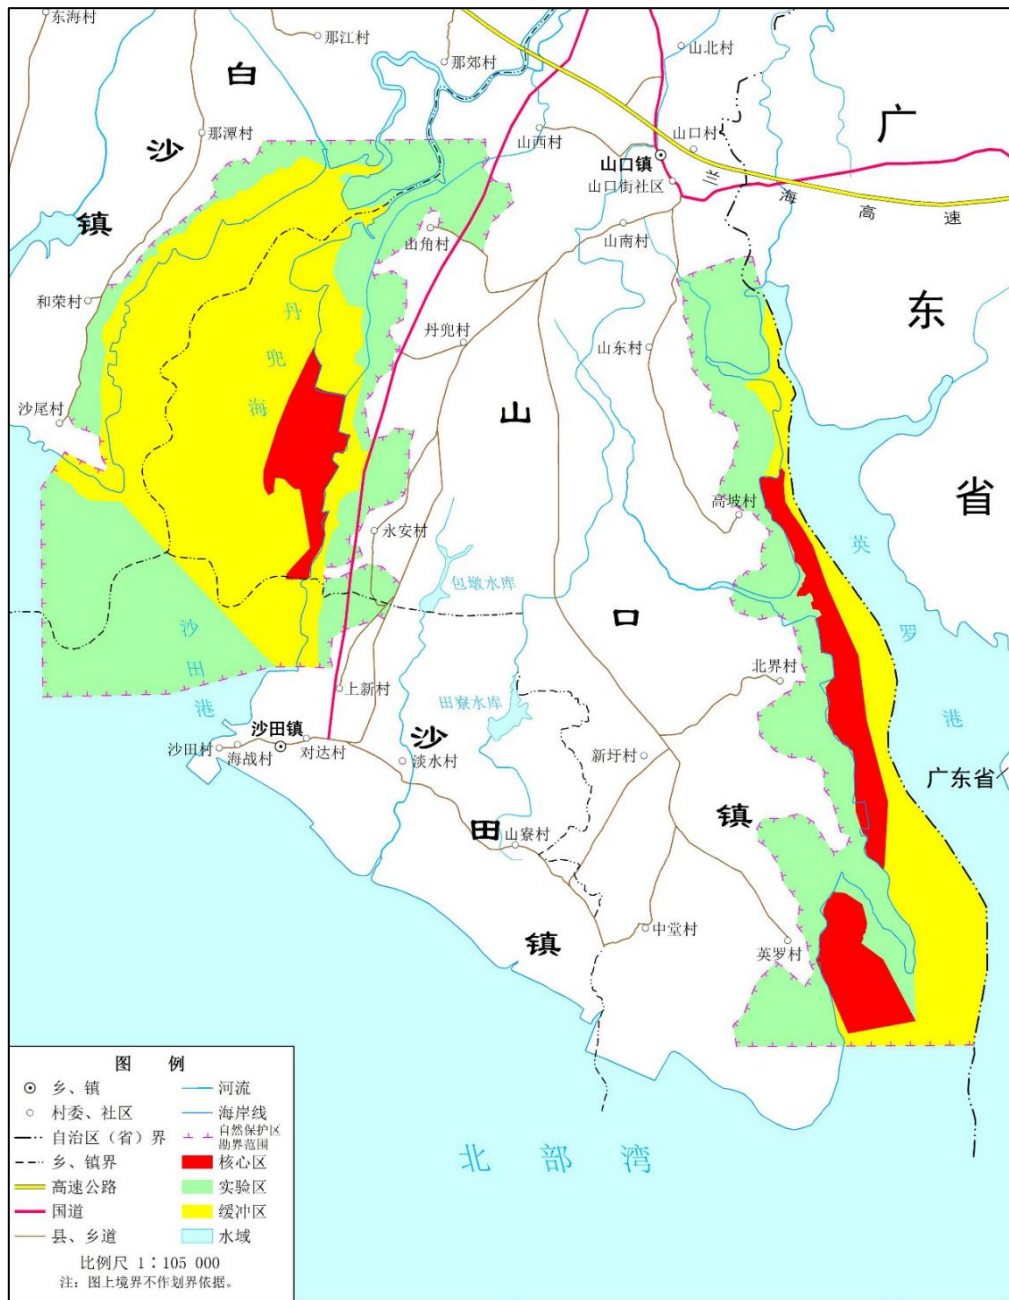 东海村
那江村
那郊村
山北村
白沙镇
那潭村
山西村
山口村
山口镇
山口街社区
兰海高速
广东省
山角村
山南村
和荣村
丹兜海
丹兜村
山东村
沙尾村
山口镇
高坡村
永安村
英罗港
包墩水库
沙田港
北界村
上新村
田寮水库
沙田镇
沙田村
海战村
对达村
淡水村
沙田镇
新圩村
广东省
山寮村
中堂村
英罗村
北部湾
图 例
乡、镇
河流
村委、社区
海岸线
自治区（省）界
自然保护区
勘界范围
乡、镇界
核心区
高速公路
实验区
国道
缓冲区
县、乡道
水域
比例尺 1：105 000
注：图上境界不作划界依据。